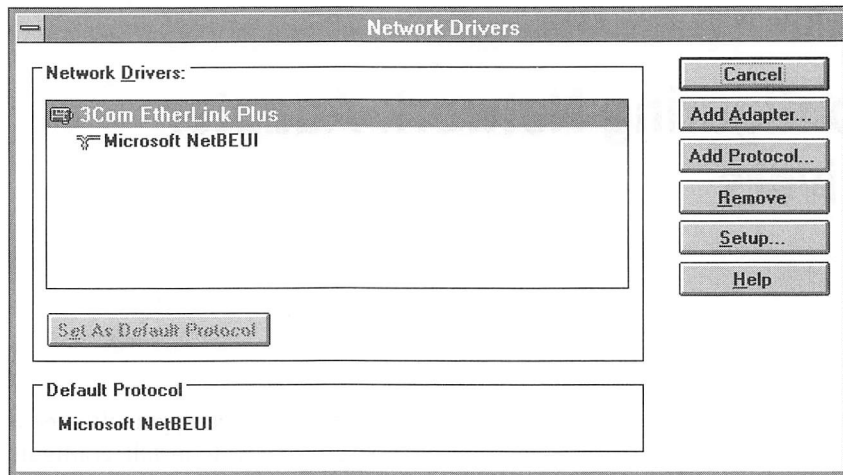 Network Drivers
Network Drivers:
3Com EtherLink Plus
Microsoft NetBEUI
Set As Default Protocol
Default Protocol
Microsoft NetBEUI
Cancel
Add Adapter...
Add Protocol...
Remove
Setup...
Help